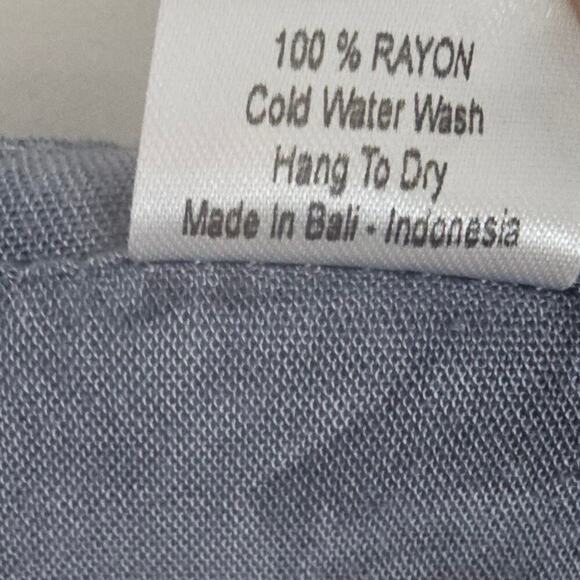 100 % RAYON
Cold Water Wash
Hang To Dry
Made In Bali - Indonesia